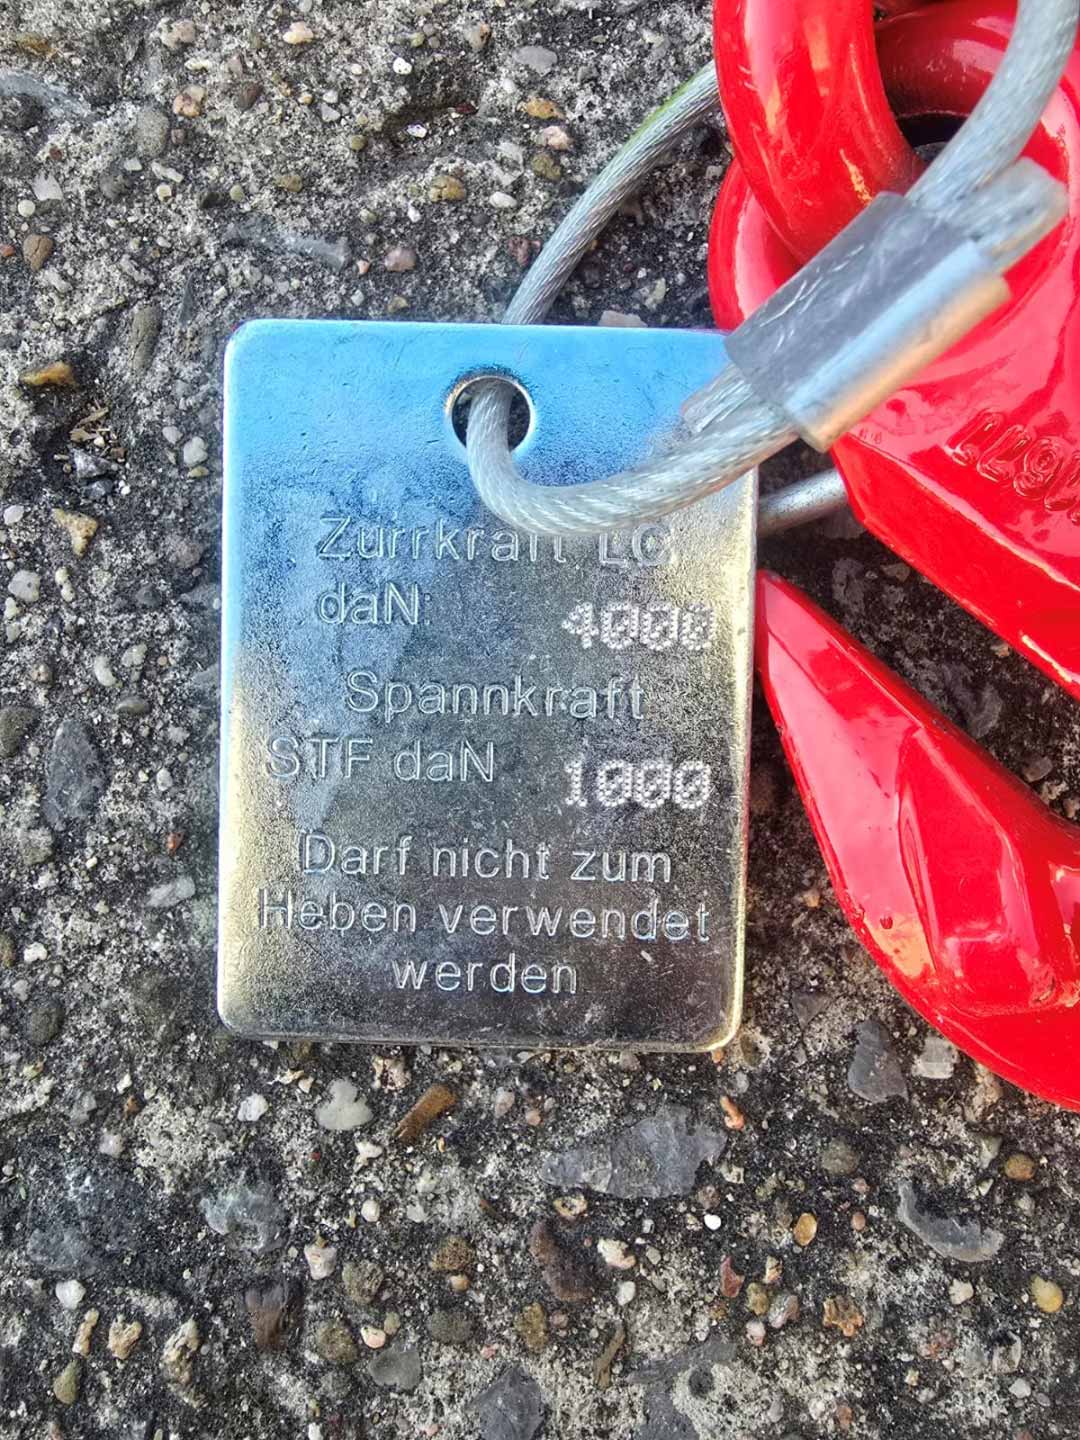 Zurrkraft LC
daN: 4000
Spannkraft
STF daN 1000
Darf nicht zum
Heben verwendet
werden